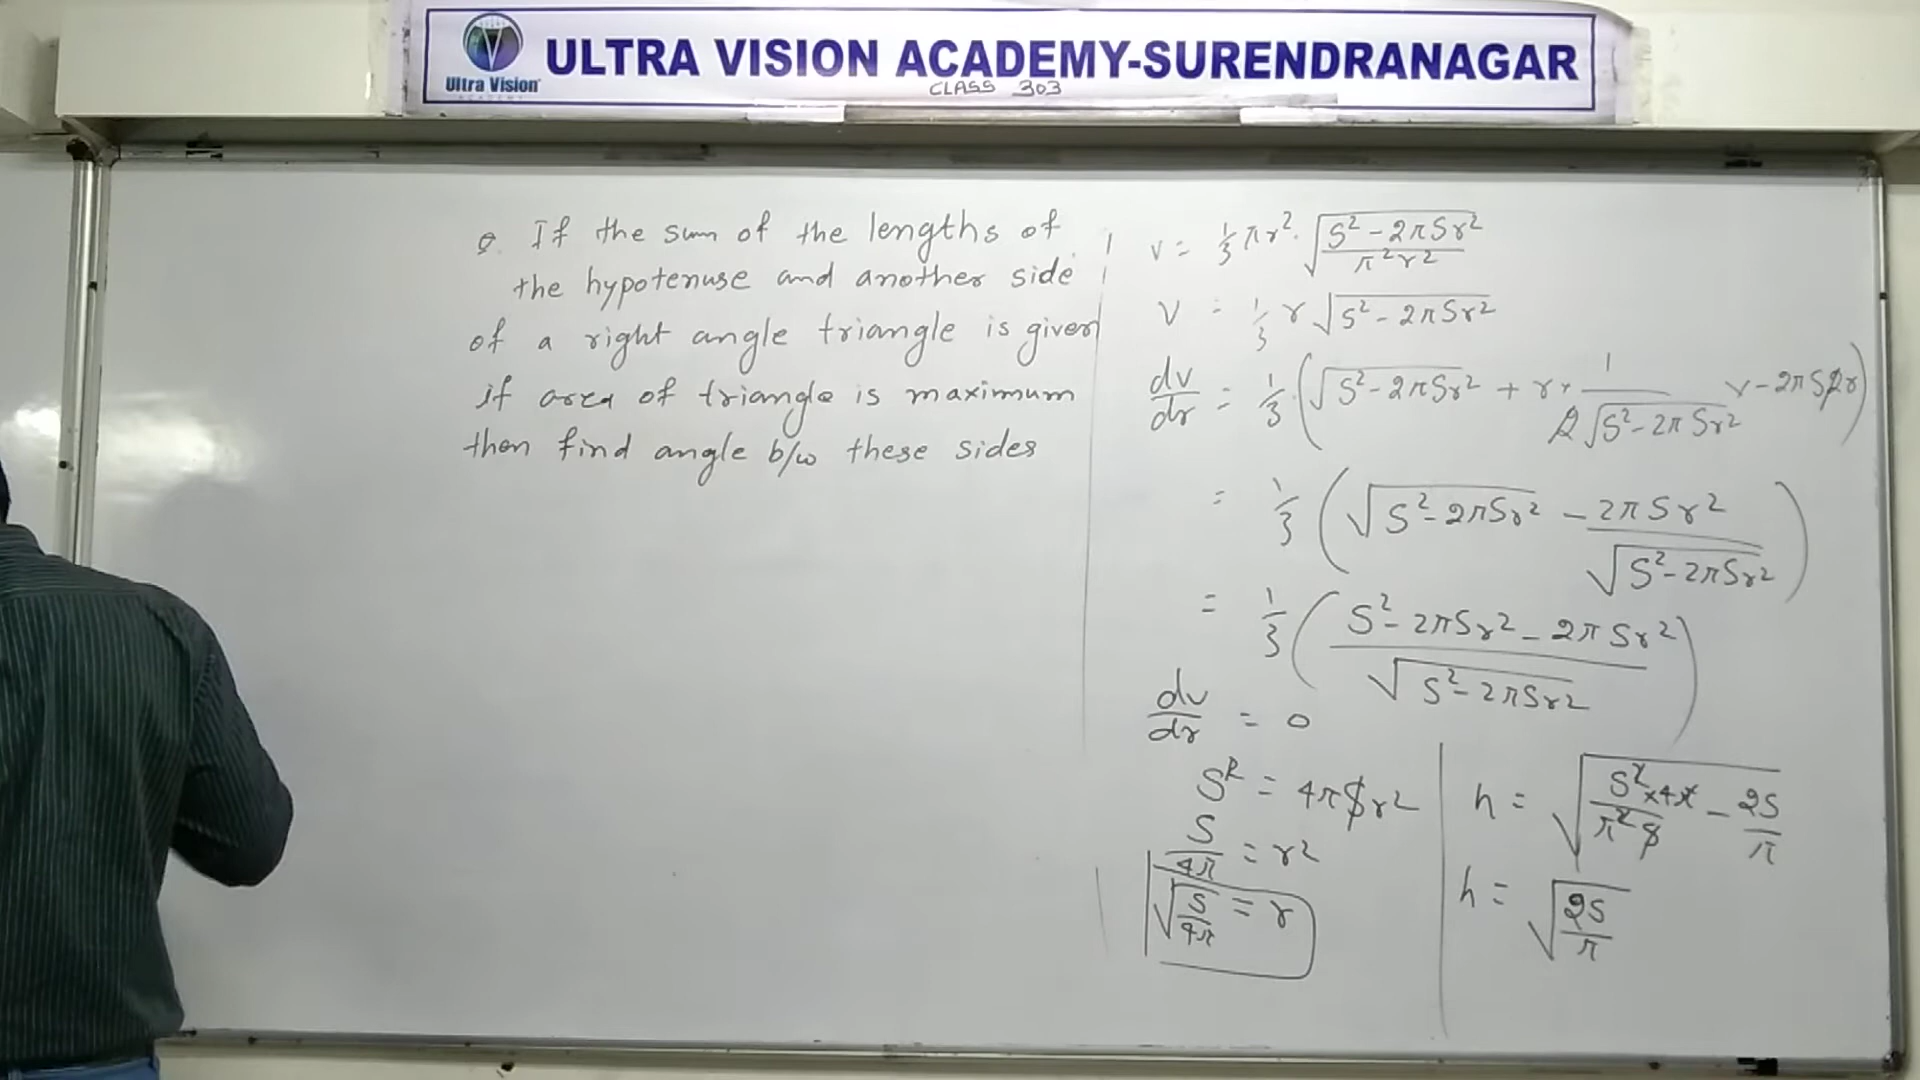 Ultra Vision
ACADEMY
ULTRA VISION ACADEMY-SURENDRANAGAR
CLASS 303
Q. If the sum of the lengths of
the hypotenuse and another side
of a right angle triangle is given
if area of triangle is maximum
then find angle b/w these sides
V = 1/3 πr². √((S² - 2πSr²)/(π²r²))
V = 1/3 r √(S² - 2πSr²)
dv/dr = 1/3 (√(S² - 2πSr²) + r × 1/(2√(S² - 2πSr²)) × - 2πS2r)
= 1/3 (√(S² - 2πSr²) - 2πSr²/√(S² - 2πSr²))
= 1/3 ((S² - 2πSr² - 2πSr²)/√(S² - 2πSr²))
dv/dr = 0
S² = 4πSr²
S/4π = r²
√(S/4π) = r
h = √((S² × 4π)/(π²S) - 2S/π)
h = √(2S/π)